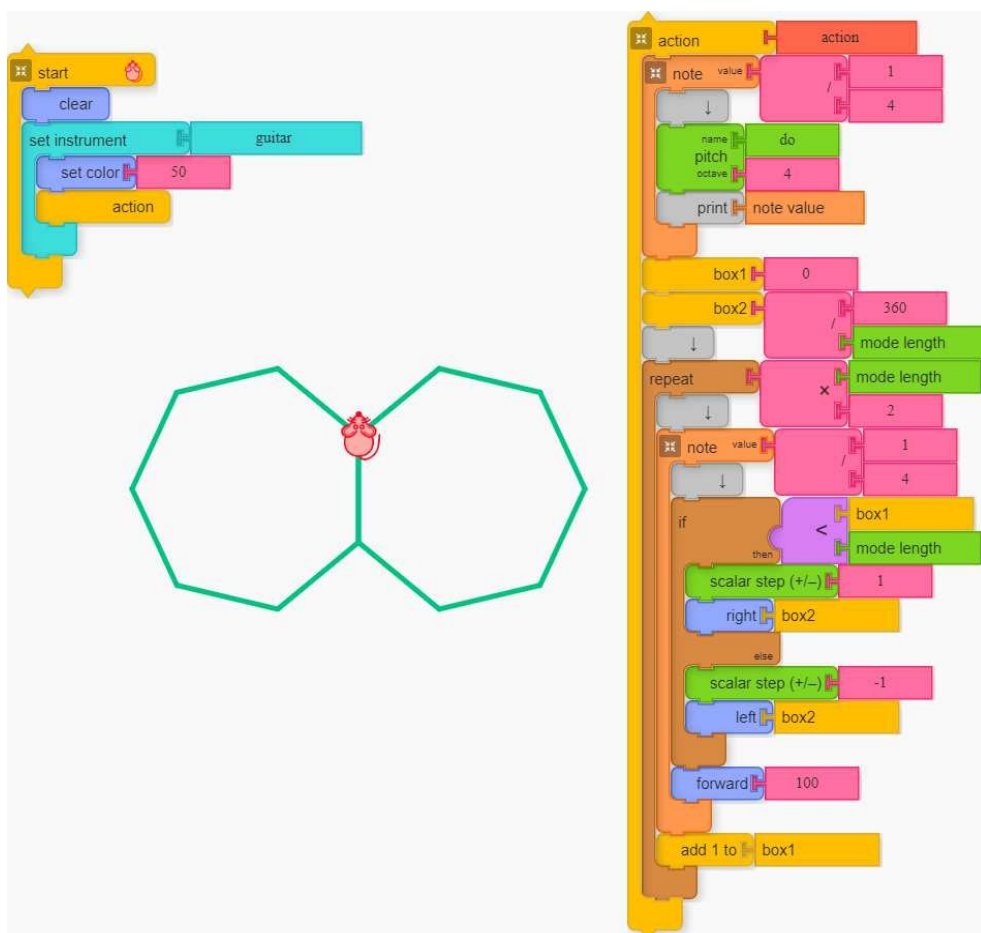 start
clear
set instrument guitar
set color 50
action
action action
note value 1
/
4
↓
name do
pitch
octave 4
print note value
box1 0
box2 360
/
↓ mode length
repeat mode length
×
↓ 2
note value 1
/
4
↓
if box1
<
then mode length
scalar step (+/–) 1
right box2
else
scalar step (+/–) -1
left box2
forward 100
add 1 to box1